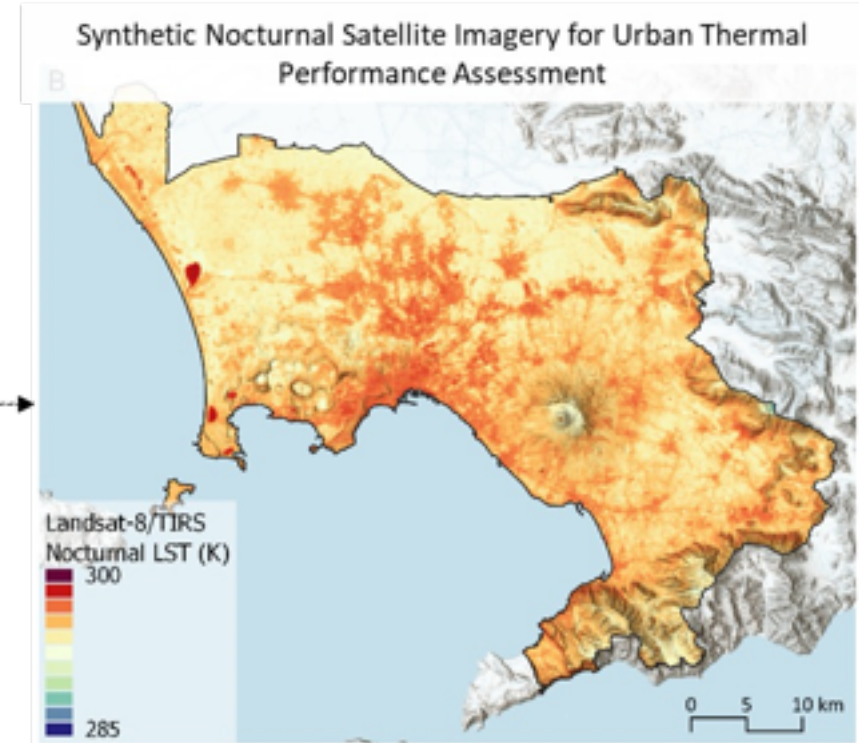 Synthetic Nocturnal Satellite Imagery for Urban Thermal
Performance Assessment
B
Landsat-8/TIRS
Nocturnal LST (K)
300
285
0 5 10 km